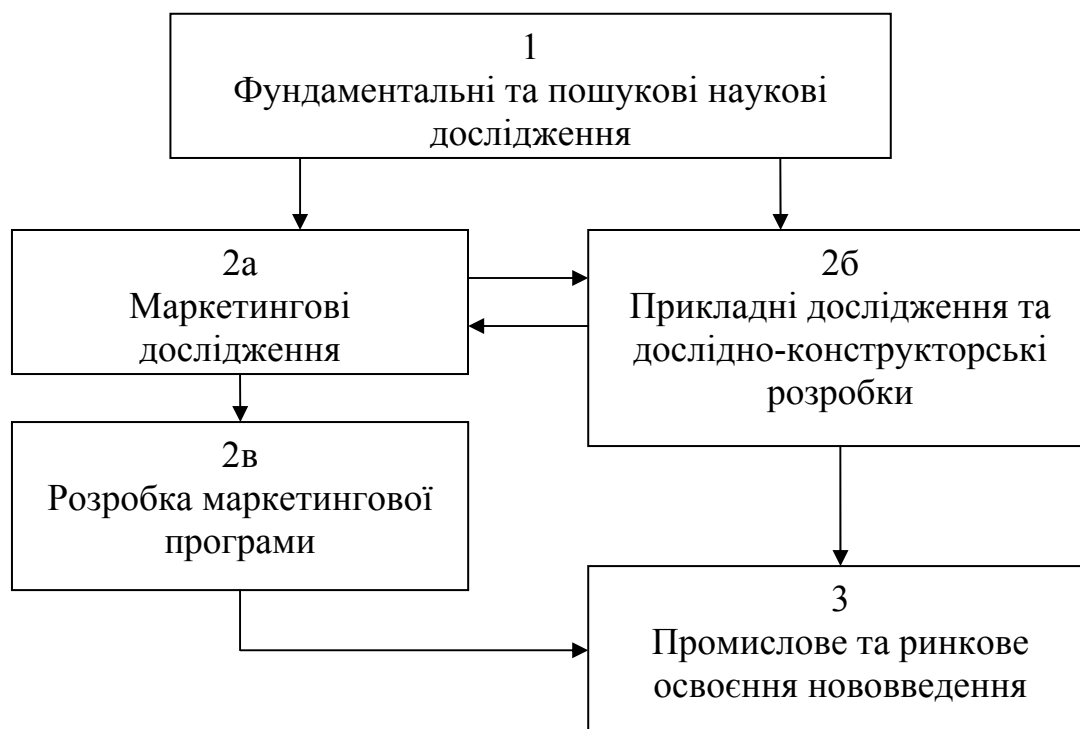 1
Фундаментальні та пошукові наукові
дослідження
2а
Маркетингові
дослідження
2б
Прикладні дослідження та
дослідно-конструкторські
розробки
2в
Розробка маркетингової
програми
3
Промислове та ринкове
освоєння нововведення